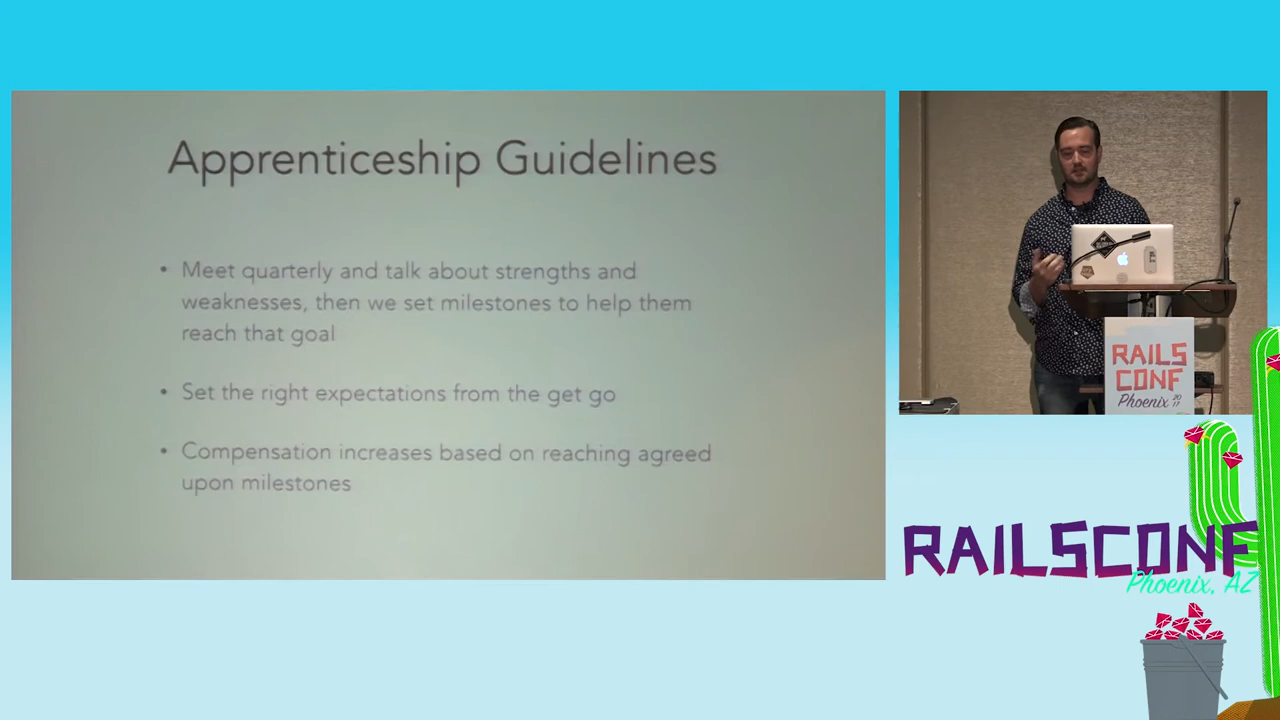 Apprenticeship Guidelines
• Meet quarterly and talk about strengths and
weaknesses, then we set milestones to help them
reach that goal
• Set the right expectations from the get go
• Compensation increases based on reaching agreed
upon milestones
RAILS
CONF
Phoenix 20
17
RAILSCONF
Phoenix, AZ